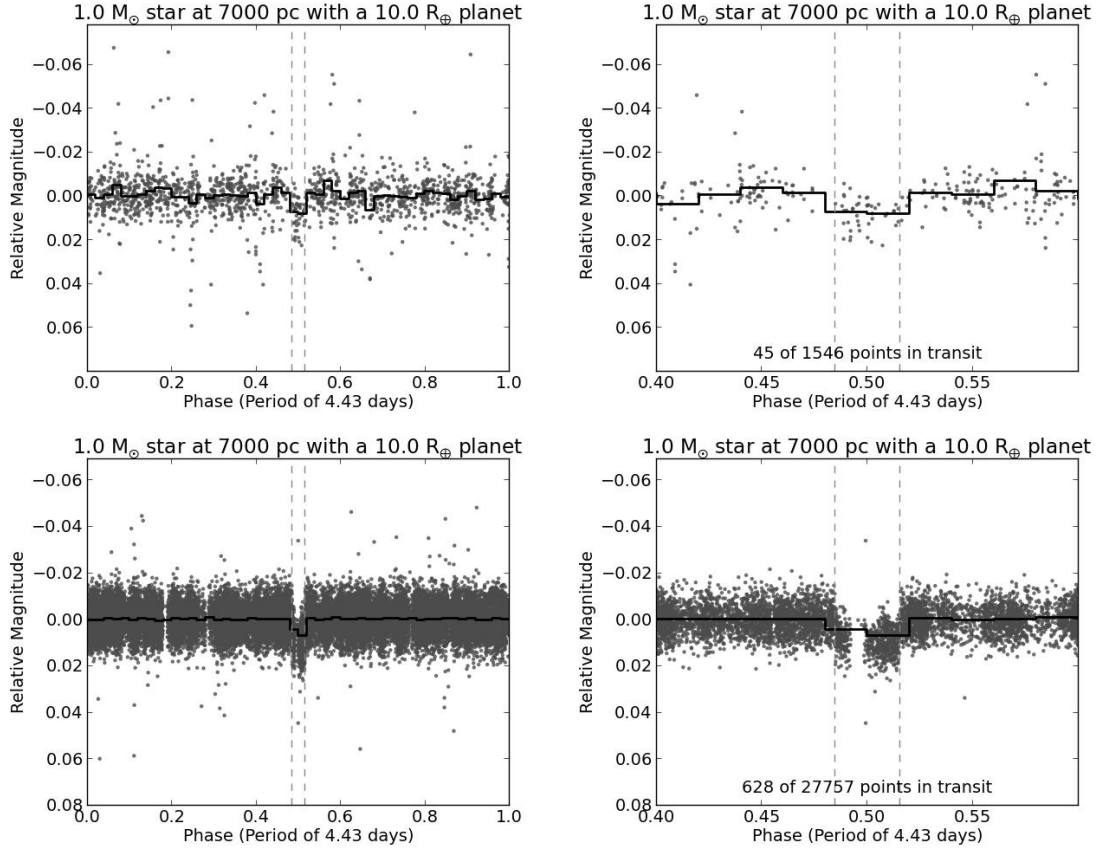 1.0 M☉ star at 7000 pc with a 10.0 R⊕ planet
−0.06
−0.04
−0.02
0.00
0.02
0.04
0.06
Relative Magnitude
0.0 0.2 0.4 0.6 0.8 1.0
Phase (Period of 4.43 days)
1.0 M☉ star at 7000 pc with a 10.0 R⊕ planet
−0.06
−0.04
−0.02
0.00
0.02
0.04
0.06
Relative Magnitude
45 of 1546 points in transit
0.40 0.45 0.50 0.55
Phase (Period of 4.43 days)
1.0 M☉ star at 7000 pc with a 10.0 R⊕ planet
−0.06
−0.04
−0.02
0.00
0.02
0.04
0.06
0.08
Relative Magnitude
0.0 0.2 0.4 0.6 0.8 1.0
Phase (Period of 4.43 days)
1.0 M☉ star at 7000 pc with a 10.0 R⊕ planet
−0.06
−0.04
−0.02
0.00
0.02
0.04
0.06
0.08
Relative Magnitude
628 of 27757 points in transit
0.40 0.45 0.50 0.55
Phase (Period of 4.43 days)